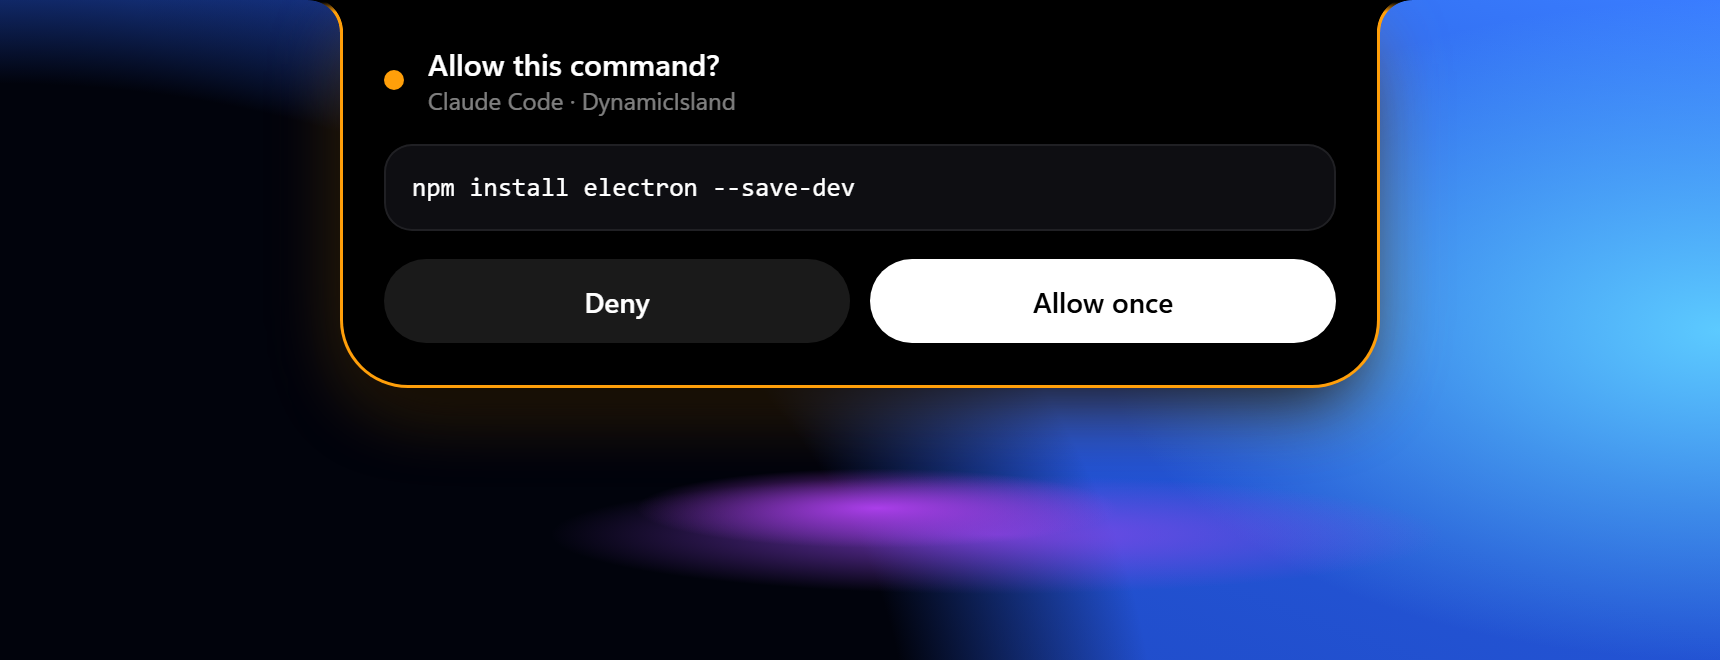 Allow this command?
Claude Code · DynamicIsland
npm install electron --save-dev
Deny
Allow once